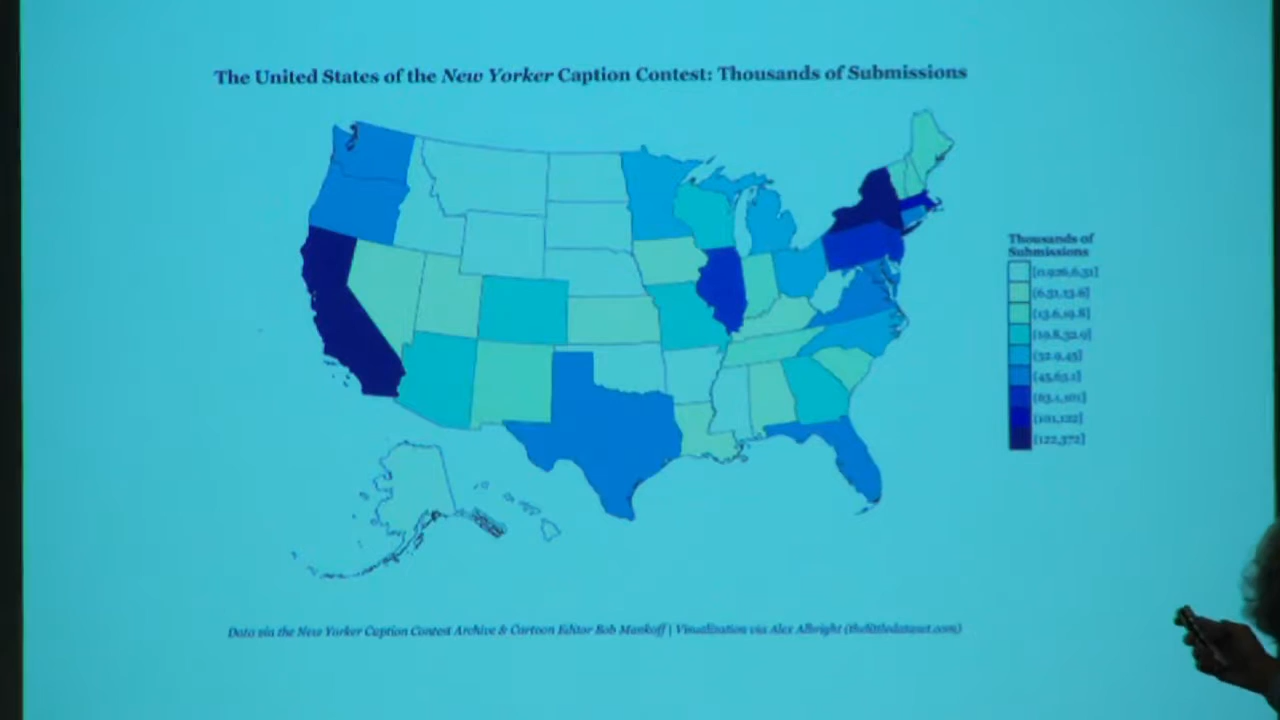 The United States of the New Yorker Caption Contest: Thousands of Submissions
Thousands of
Submissions
[0.926,6.31]
(6.31,13.6]
(13.6,19.8]
(19.8,32.9]
(32.9,45]
(45,63.1]
(63.1,101]
(101,122]
(122,372]
Data via the New Yorker Caption Contest Archive & Cartoon Editor Bob Mankoff | Visualization via Alex Albright (thelittledataset.com)